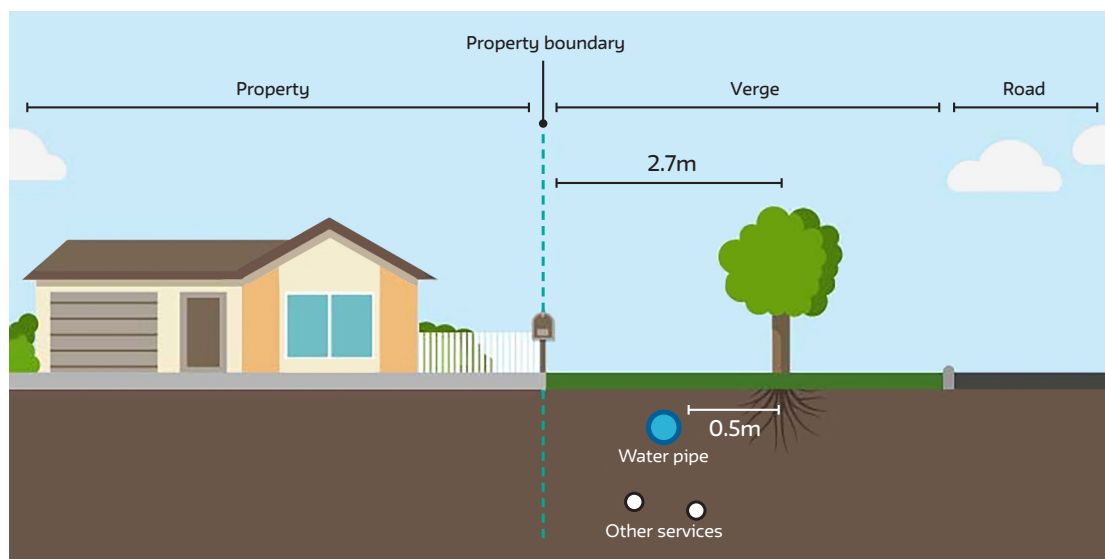 Property boundary
Property
Verge
Road
2.7m
0.5m
Water pipe
Other services